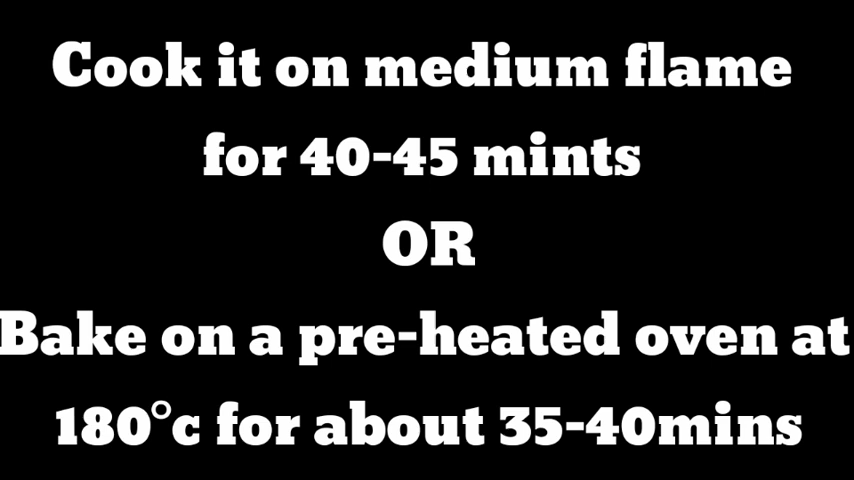 Cook it on medium flame
for 40-45 mints
OR
Bake on a pre-heated oven at
180°c for about 35-40mins